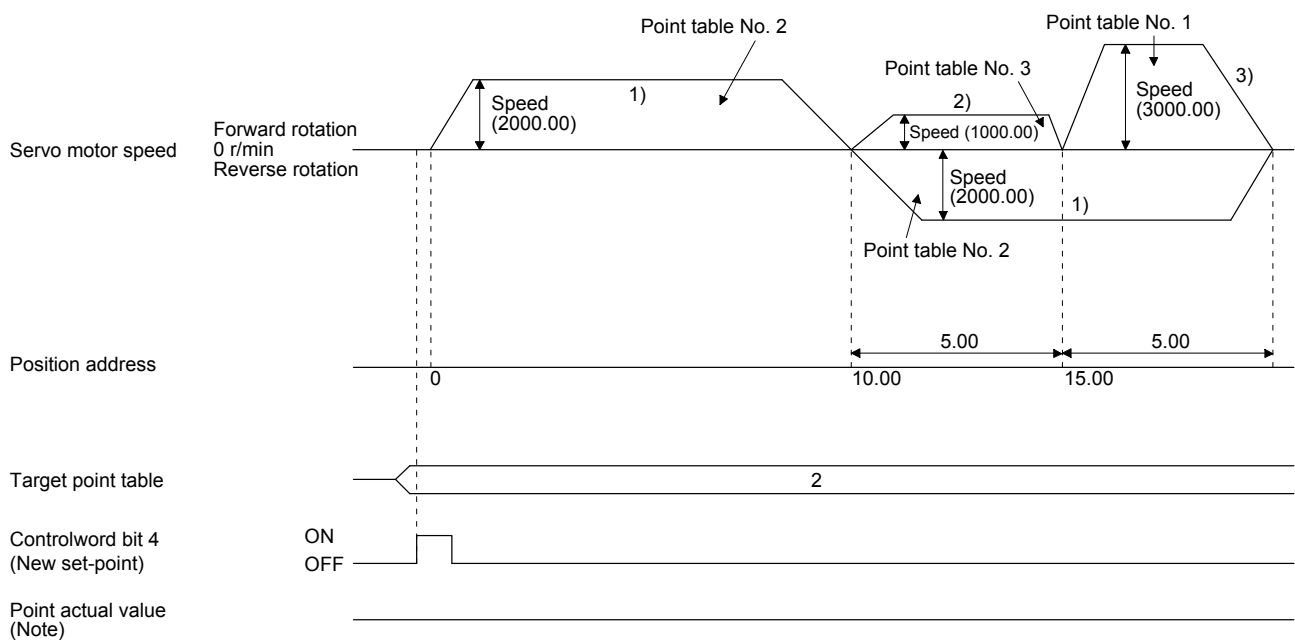 Point table No. 2
Point table No. 1
Point table No. 3
1)
2)
3)
Speed
(2000.00)
Speed (1000.00)
Speed
(3000.00)
Servo motor speed
Forward rotation
0 r/min
Reverse rotation
Speed
(2000.00)
1)
Point table No. 2
5.00
5.00
Position address
0
10.00
15.00
Target point table
2
Controlword bit 4
(New set-point)
ON
OFF
Point actual value
(Note)